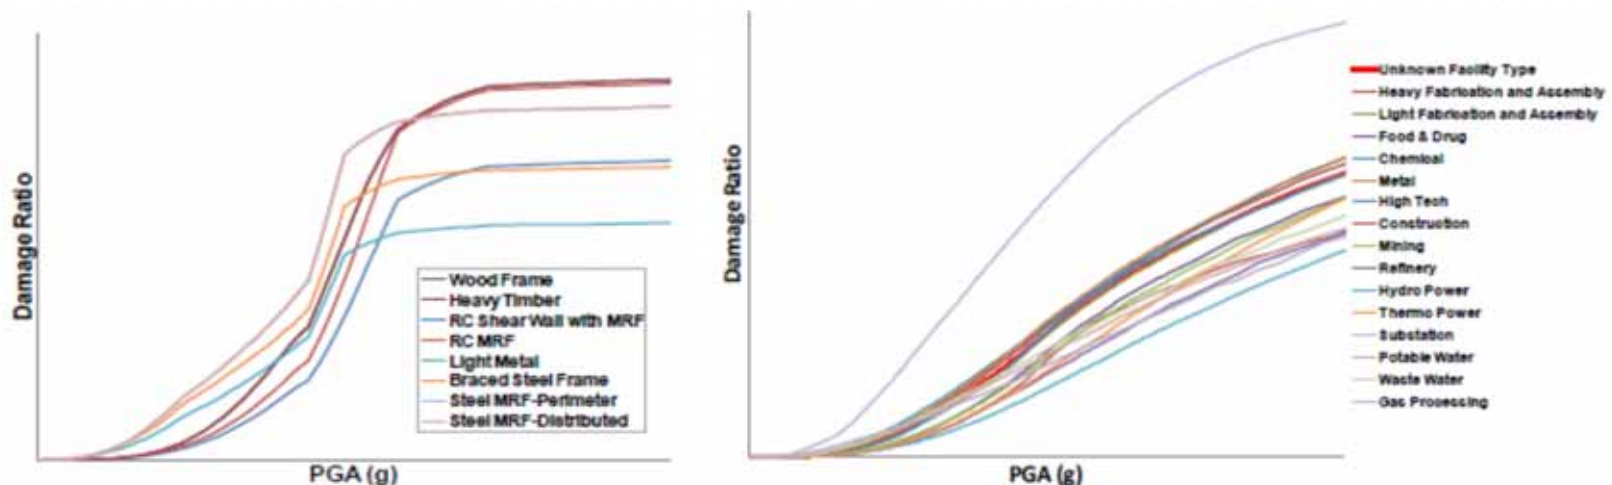 Damage Ratio
Wood Frame
Heavy Timber
RC Shear Wall with MRF
RC MRF
Light Metal
Braced Steel Frame
Steel MRF-Perimeter
Steel MRF-Distributed
PGA (g)
Damage Ratio
Unknown Facility Type
Heavy Fabrication and Assembly
Light Fabrication and Assembly
Food & Drug
Chemical
Metal
High Tech
Construction
Mining
Refinery
Hydro Power
Thermo Power
Substation
Potable Water
Waste Water
Gas Processing
PGA (g)